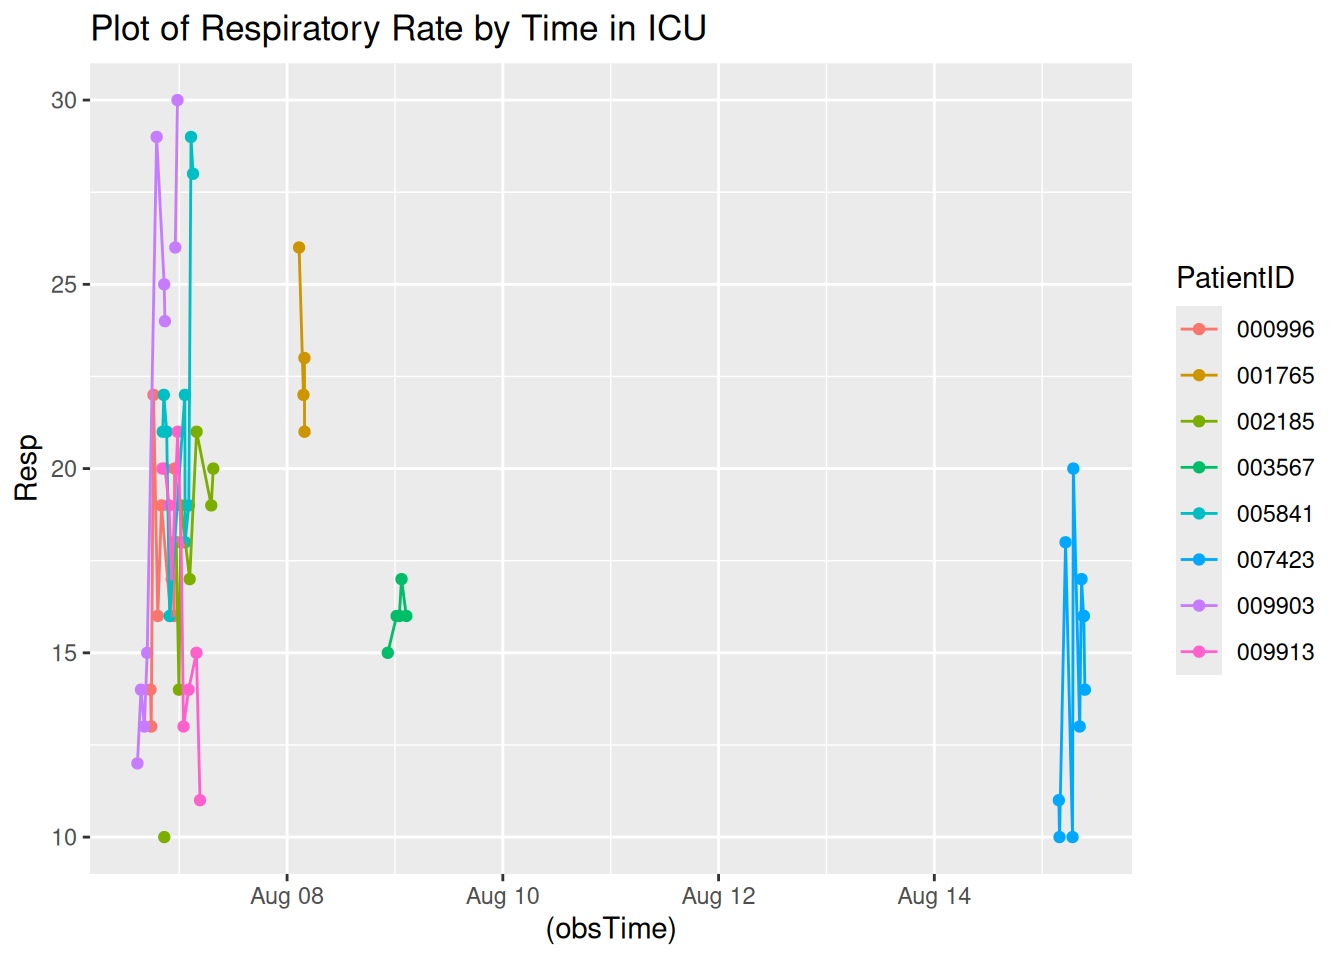 Plot of Respiratory Rate by Time in ICU
30
25
20
15
10
Resp
Aug 08 Aug 10 Aug 12 Aug 14
(obsTime)
PatientID
000996
001765
002185
003567
005841
007423
009903
009913